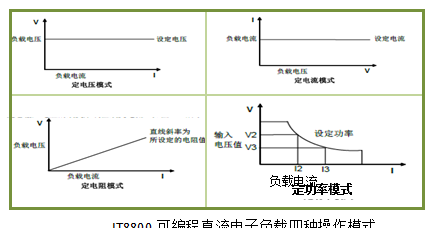 V
负载电压
设定电压
负载电流
I
定电压模式
I
负载电流
设定电流
负载电压
V
定电流模式
V
负载电压
直线斜率为
所设定的电阻值
负载电流
I
定电阻模式
V
输入
电压值
V2
V3
设定功率
I2
I3
I
负载电流
定功率模式
IT8800 可编程直流电子负载四种操作模式